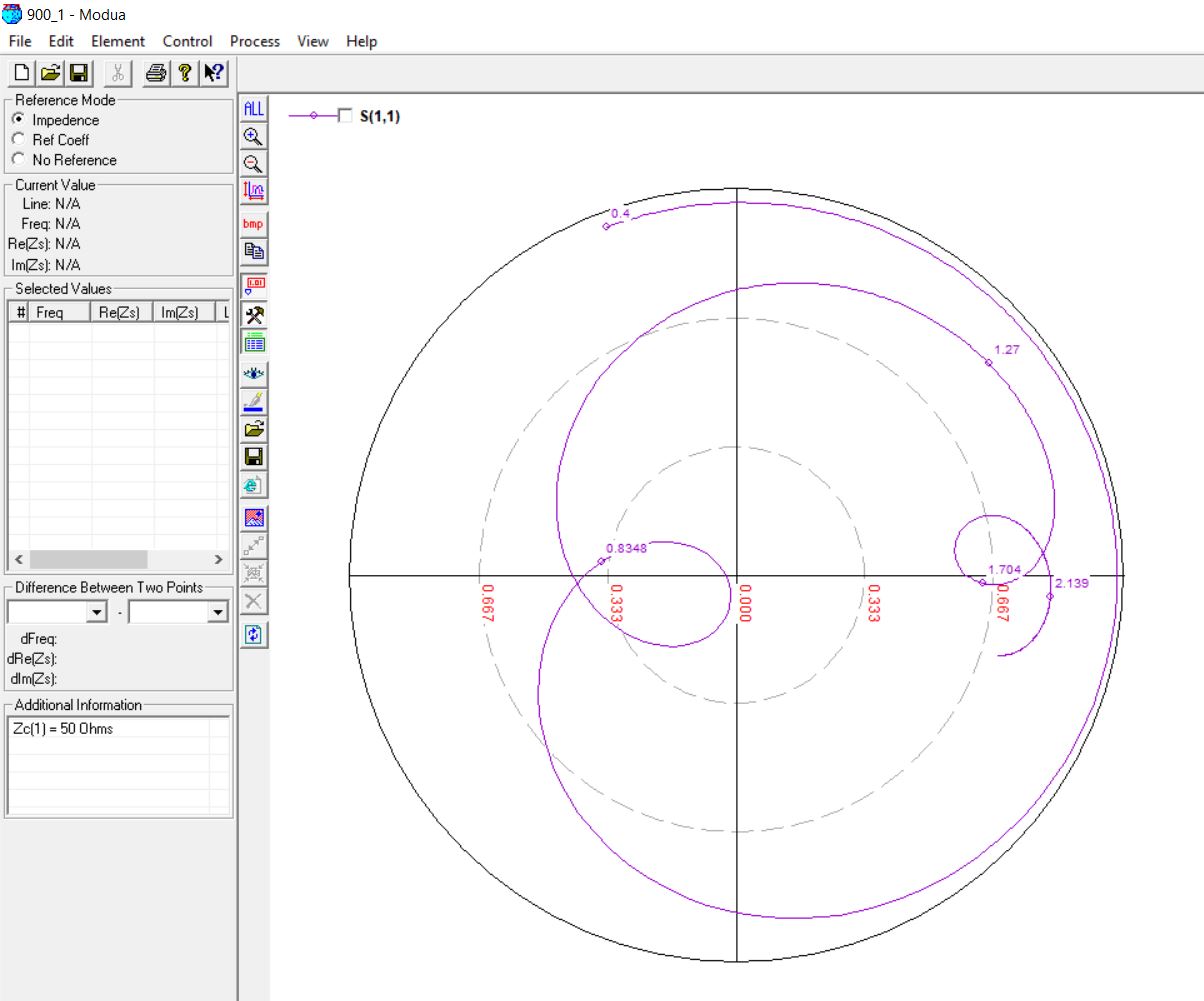 900_1 - Modua
File Edit Element Control Process View Help
Reference Mode
Impedence
Ref Coeff
No Reference
Current Value
Line: N/A
Freq: N/A
Re(Zs): N/A
Im(Zs): N/A
Selected Values
# Freq Re(Zs) Im(Zs) L
Difference Between Two Points
-
dFreq:
dRe(Zs):
dIm(Zs):
Additional Information
Zc(1) = 50 Ohms
ALL
bmp
1.01
S(1,1)
0.4
1.27
0.8348
1.704
2.139
0.667
0.333
0.000
0.333
0.667